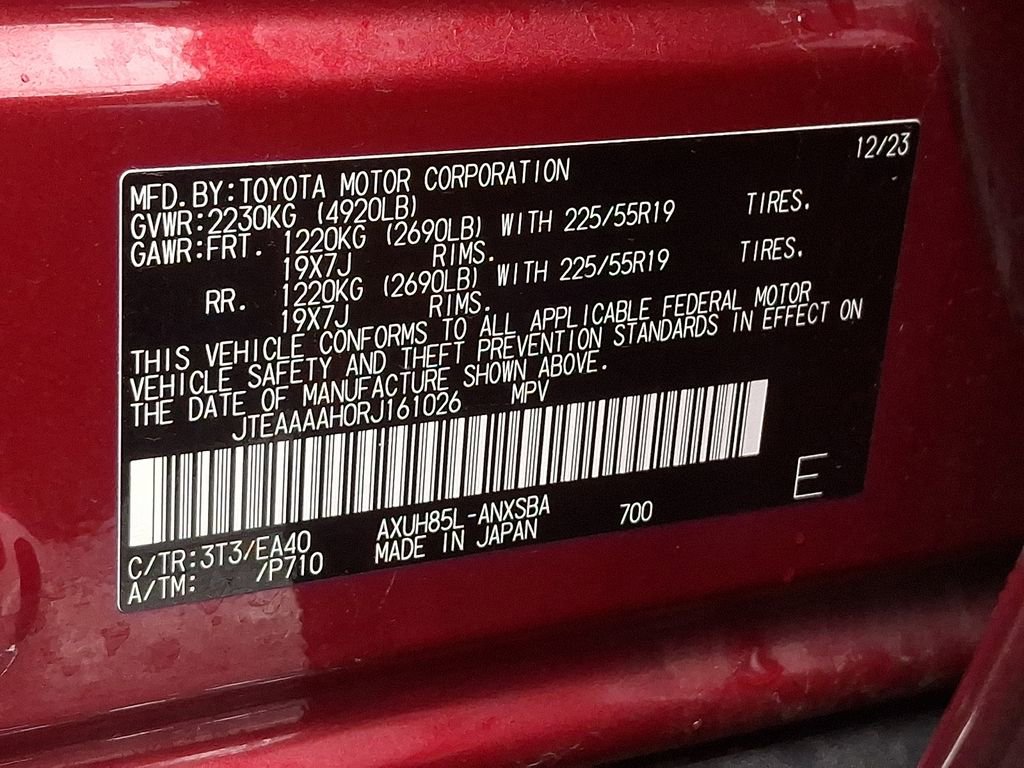 12/23
MFD. BY:TOYOTA MOTOR CORPORATION
GVWR:2230KG (4920LB)
GAWR:FRT. 1220KG (2690LB) WITH 225/55R19 TIRES.
19X7J RIMS.
RR. 1220KG (2690LB) WITH 225/55R19 TIRES.
19X7J RIMS.
THIS VEHICLE CONFORMS TO ALL APPLICABLE FEDERAL MOTOR
VEHICLE SAFETY AND THEFT PREVENTION STANDARDS IN EFFECT ON
THE DATE OF MANUFACTURE SHOWN ABOVE.
JTEAAAAH0RJ161026 MPV
E
C/TR:3T3/EA40 AXUH85L-ANXSBA 700
A/TM: /P710 MADE IN JAPAN